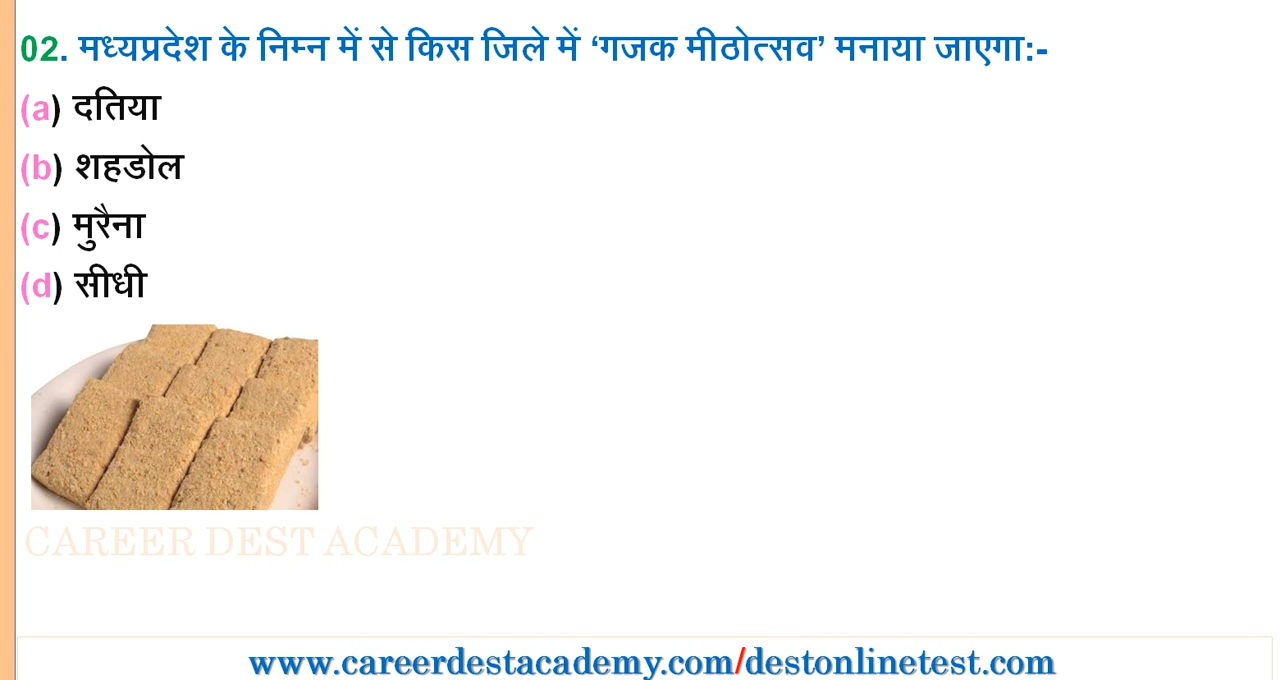 02. मध्यप्रदेश के निम्न में से किस जिले में ‘गजक मीठोत्सव’ मनाया जाएगा:-
(a) दतिया
(b) शहडोल
(c) मुरैना
(d) सीधी
CAREER DEST ACADEMY
www.careerdestacademy.com/destonlinetest.com